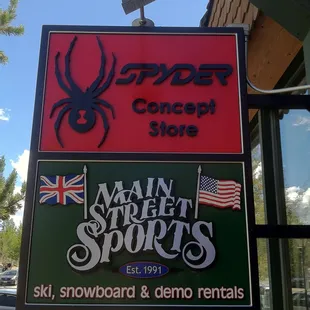 SPYDER
Concept
Store
MAIN
STREET
SPORTS
Est. 1991
ski, snowboard & demo rentals